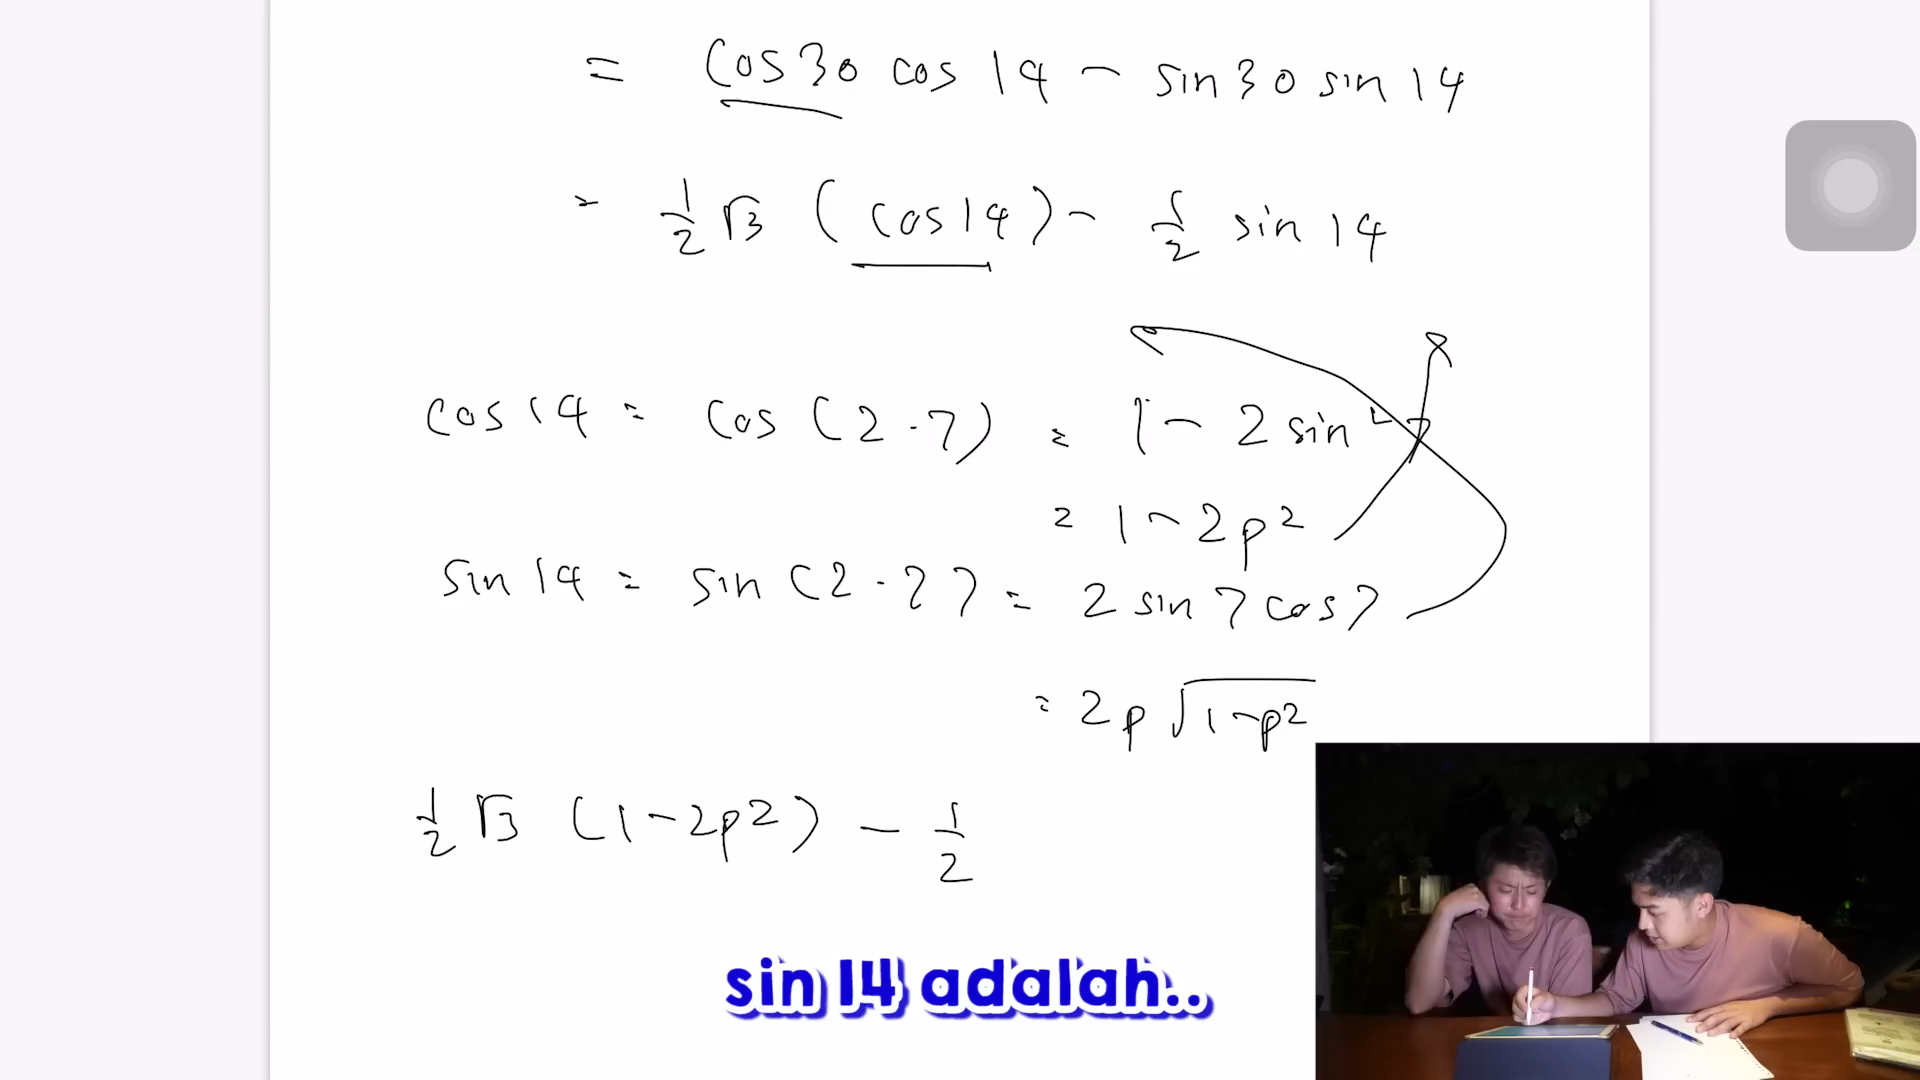 = cos30 cos 14 - sin 30 sin 14
= 1/2 √3 (cos 14) - 1/2 sin 14
cos 14 = cos (2 . 7) = 1 - 2 sin² 7
= 1 - 2p²
sin 14 = sin (2 . 7) = 2 sin 7 cos 7
= 2p √1-p²
1/2 √3 (1 - 2p²) - 1/2
sin 14 adalah..